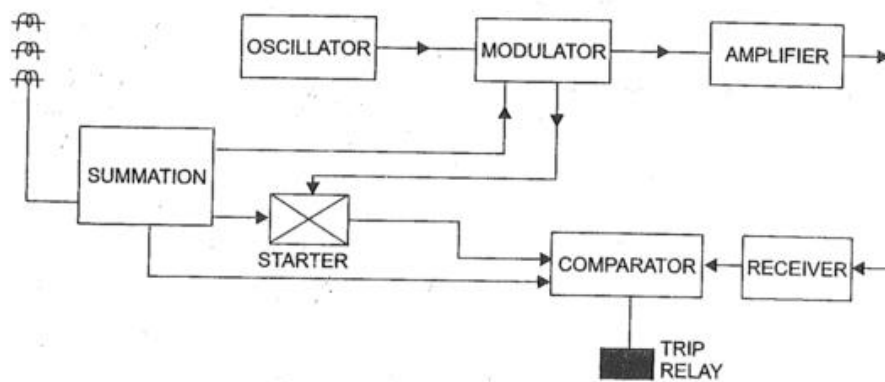 OSCILLATOR
MODULATOR
AMPLIFIER
SUMMATION
STARTER
COMPARATOR
RECEIVER
TRIP
RELAY